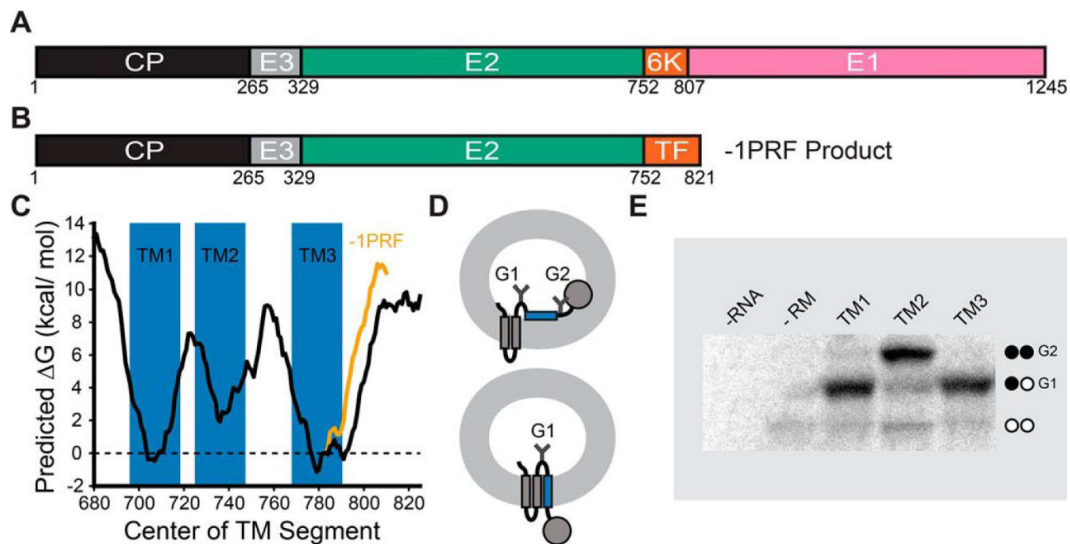 A
CP E3 E2 6K E1
1 265 329 752 807 1245
B
CP E3 E2 TF -1PRF Product
1 265 329 752 821
C
Predicted ΔG (kcal/ mol)
14
12
10
8
6
4
2
0
-2
TM1 TM2 TM3 -1PRF
680 700 720 740 760 780 800 820
Center of TM Segment
D
G1 G2
G1
E
-RNA - RM TM1 TM2 TM3
G2
G1